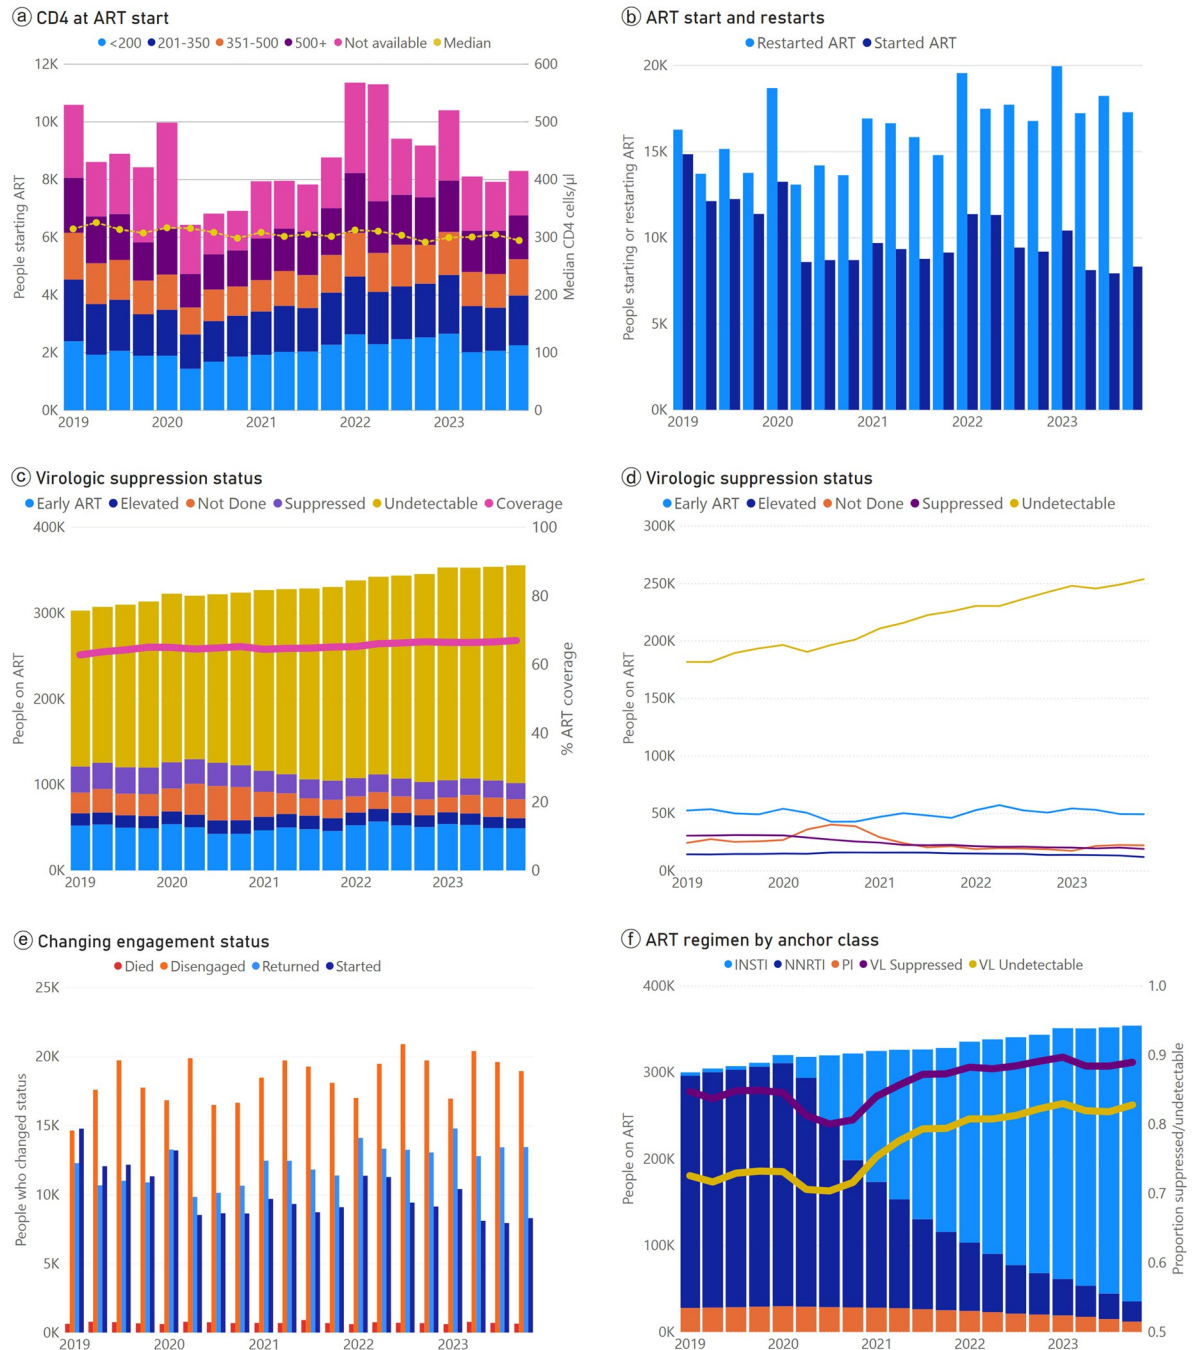 ⓐ CD4 at ART start
<200 201-350 351-500 500+ Not available Median
12K 600
10K 500
8K 400
6K 300
4K 200
2K 100
0K 0
People starting ART
Median CD4 cells/µl
2019 2020 2021 2022 2023
ⓑ ART start and restarts
Restarted ART Started ART
20K
15K
10K
5K
0K
People starting or restarting ART
2019 2020 2021 2022 2023
ⓒ Virologic suppression status
Early ART Elevated Not Done Suppressed Undetectable Coverage
400K 100
80
300K
60
200K
40
100K
20
0K 0
People on ART
% ART coverage
2019 2020 2021 2022 2023
ⓓ Virologic suppression status
Early ART Elevated Not Done Suppressed Undetectable
300K
250K
200K
150K
100K
50K
0K
People on ART
2019 2020 2021 2022 2023
ⓔ Changing engagement status
Died Disengaged Returned Started
25K
20K
15K
10K
5K
0K
People who changed status
2019 2020 2021 2022 2023
ⓕ ART regimen by anchor class
INSTI NNRTI PI VL Suppressed VL Undetectable
400K 1.0
0.9
300K
0.8
200K
0.7
100K
0.6
0K 0.5
People on ART
Proportion suppressed/undetectable
2019 2020 2021 2022 2023